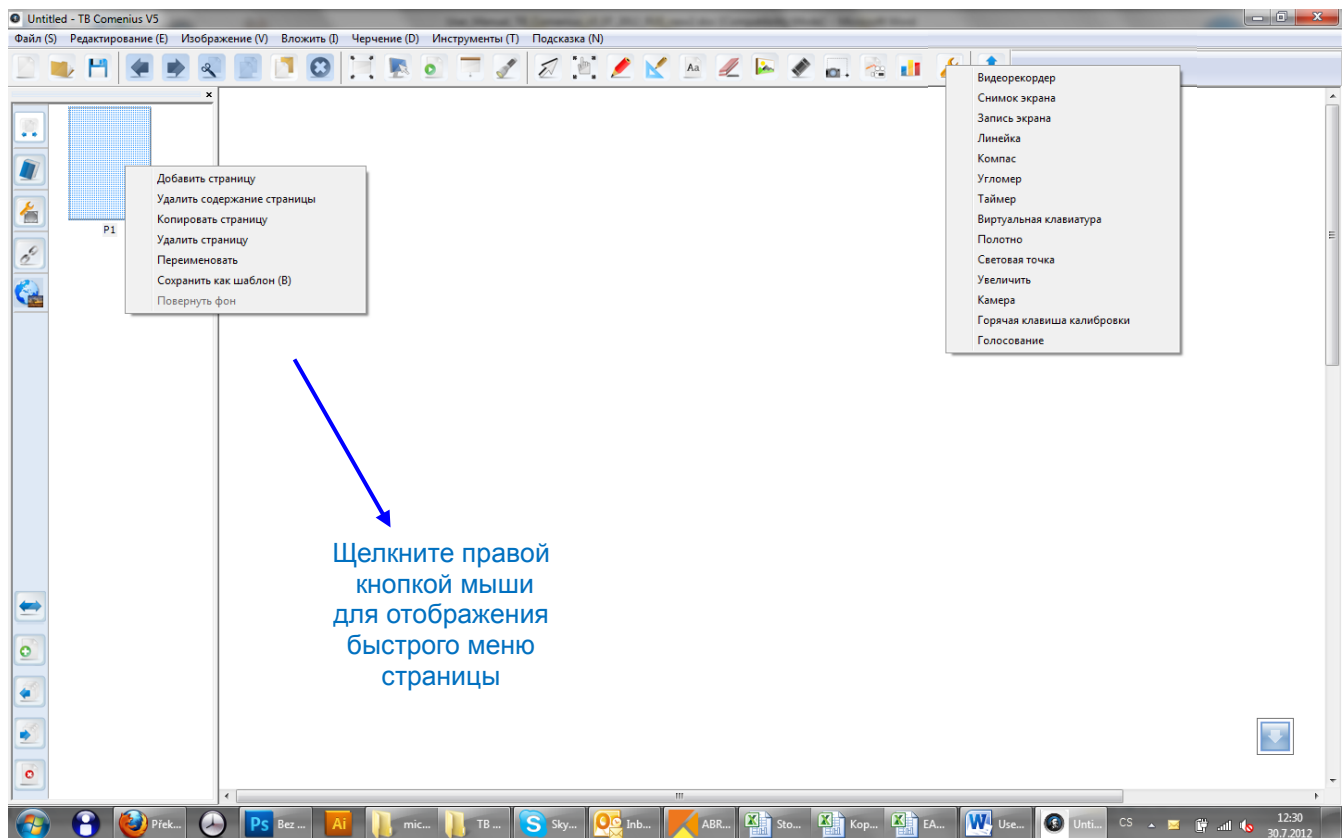 Untitled - TB Comenius V5
Файл (S) Редактирование (E) Изображение (V) Вложить (I) Черчение (D) Инструменты (T) Подсказка (N)
Aa
Видеорекордер
Снимок экрана
Запись экрана
Линейка
Компас
Угломер
Таймер
Виртуальная клавиатура
Полотно
Световая точка
Увеличить
Камера
Горячая клавиша калибровки
Голосование
P1
Добавить страницу
Удалить содержание страницы
Копировать страницу
Удалить страницу
Переименовать
Сохранить как шаблон (B)
Повернуть фон
Щелкните правой
кнопкой мыши
для отображения
быстрого меню
страницы
Přek... Ps Bez ... Ai mic... TB ... S Sky... Inb... ABR... Sto... Kop... EA... W Use... Unti... CS 12:30
30.7.2012